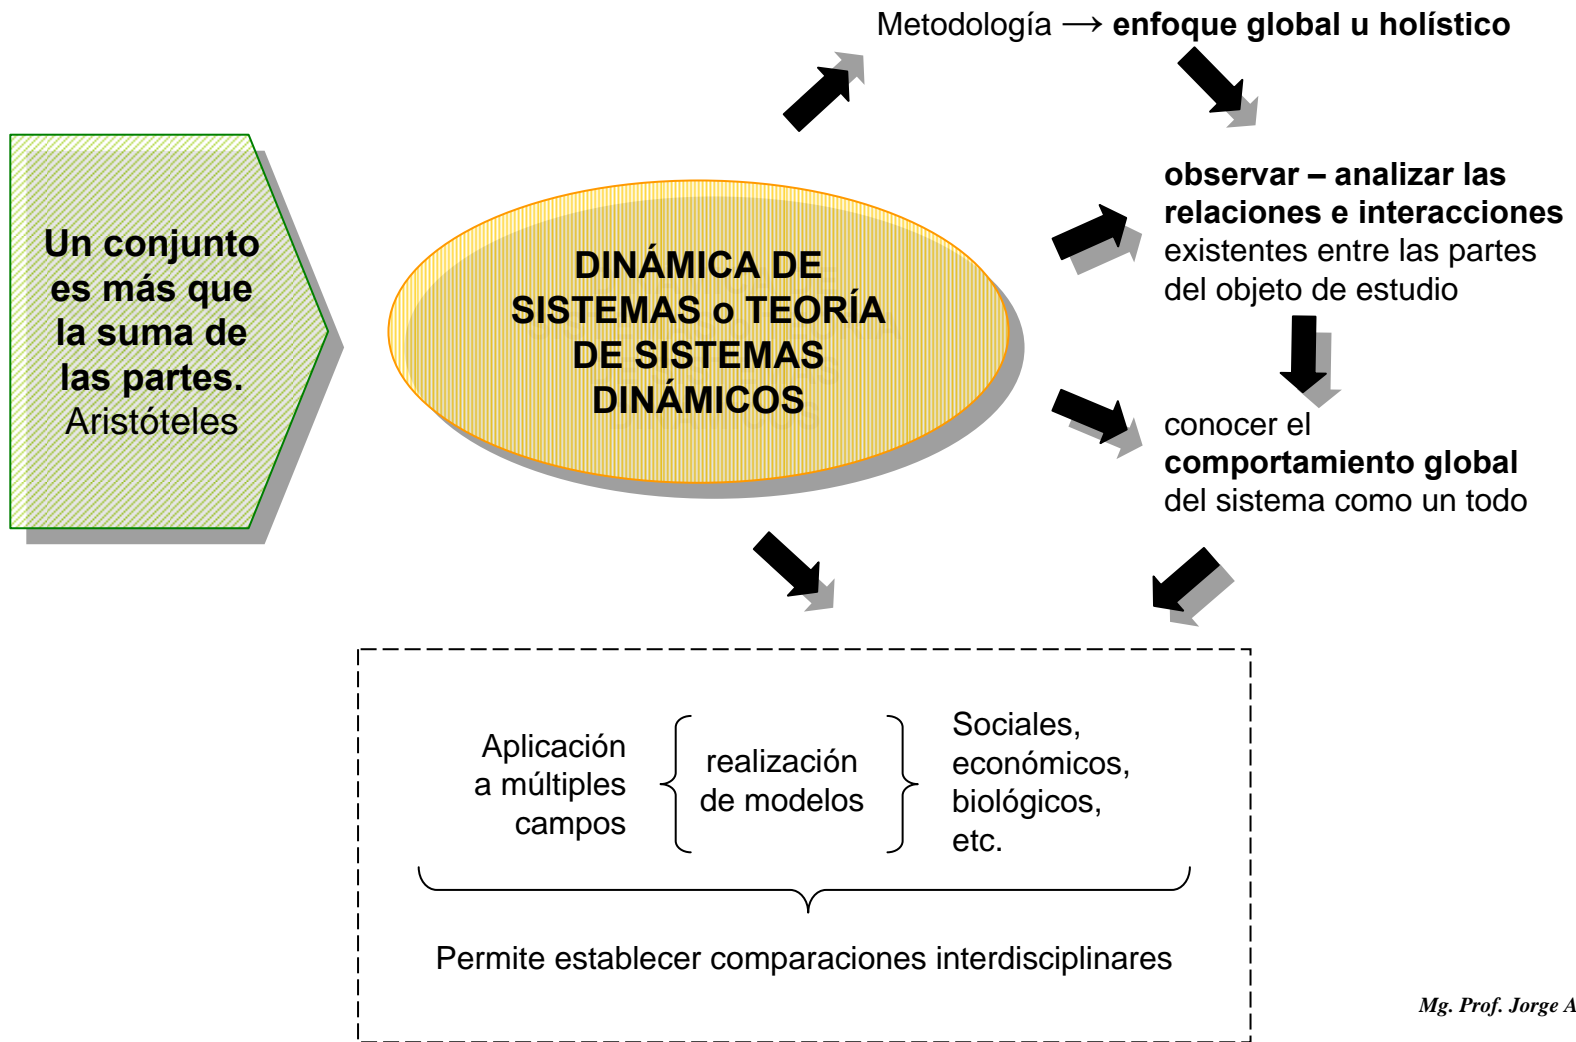 Metodología → enfoque global u holístico
Un conjunto
es más que
la suma de
las partes.
Aristóteles
DINÁMICA DE
SISTEMAS o TEORÍA
DE SISTEMAS
DINÁMICOS
observar – analizar las
relaciones e interacciones
existentes entre las partes
del objeto de estudio
conocer el
comportamiento global
del sistema como un todo
Aplicación
a múltiples
campos
realización
de modelos
Sociales,
económicos,
biológicos,
etc.
Permite establecer comparaciones interdisciplinares
Mg. Prof. Jorge A